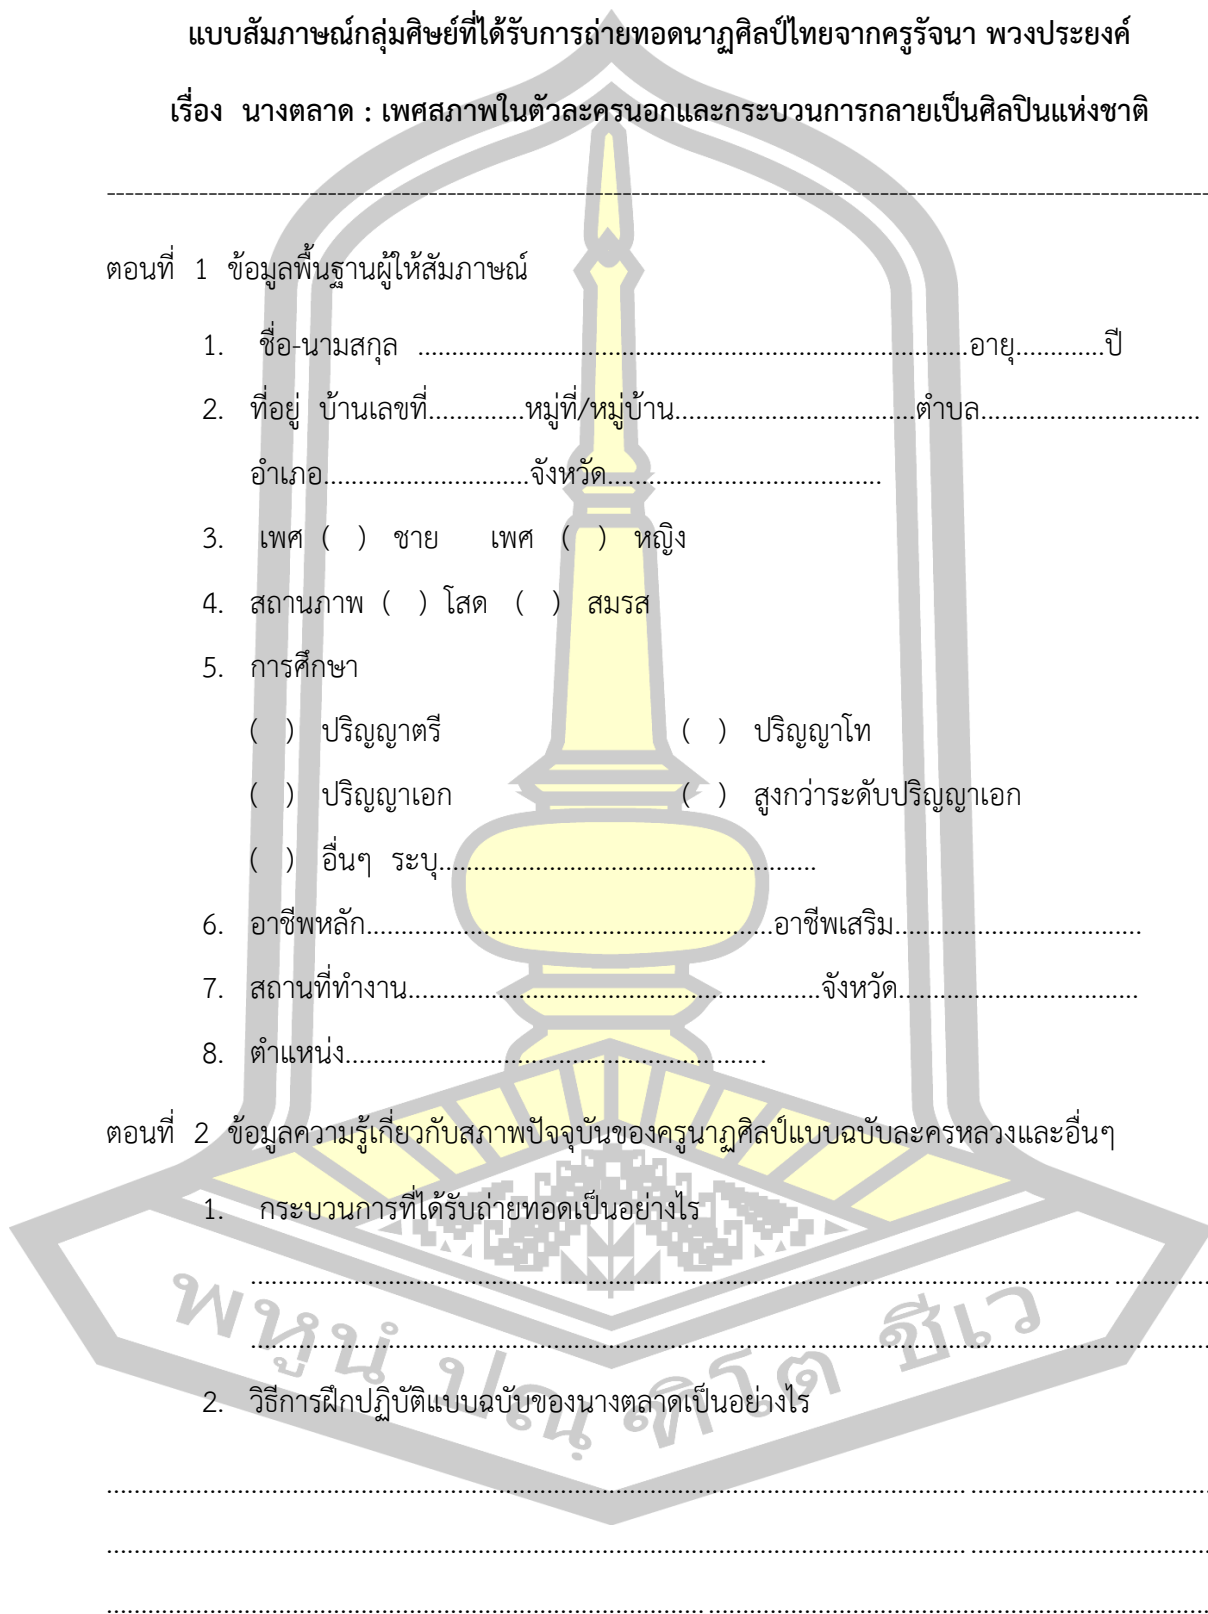 แบบสัมภาษณ์กลุ่มศิษย์ที่ได้รับการถ่ายทอดนาฏศิลป์ไทยจากครูรัจนา พวงประยงค์
เรื่อง นางตลาด : เพศสภาพในตัวละครนอกและกระบวนการกลายเป็นศิลปินแห่งชาติ
--------------------------------------------------------------------------------
ตอนที่ 1 ข้อมูลพื้นฐานผู้ให้สัมภาษณ์
1. ชื่อ-นามสกุล ................................................................................อายุ.............ปี
2. ที่อยู่ บ้านเลขที่..............หมู่ที่/หมู่บ้าน...................................ตำบล................................
อำเภอ..............................จังหวัด........................................
3. เพศ ( ) ชาย เพศ ( ) หญิง
4. สถานภาพ ( ) โสด ( ) สมรส
5. การศึกษา
( ) ปริญญาตรี ( ) ปริญญาโท
( ) ปริญญาเอก ( ) สูงกว่าระดับปริญญาเอก
( ) อื่นๆ ระบุ.......................................................
6. อาชีพหลัก...........................................................อาชีพเสริม....................................
7. สถานที่ทำงาน............................................................จังหวัด...................................
8. ตำแหน่ง.............................................................
ตอนที่ 2 ข้อมูลความรู้เกี่ยวกับสภาพปัจจุบันของครูนาฏศิลป์แบบฉบับละครหลวงและอื่นๆ
1. กระบวนการที่ได้รับถ่ายทอดเป็นอย่างไร
................................................................................................................................
................................................................................................................................
2. วิธีการฝึกปฏิบัติแบบฉบับของนางตลาดเป็นอย่างไร
................................................................................................................................
................................................................................................................................
................................................................................................................................
พหูนํ ปณฺฑิโต ชีเว